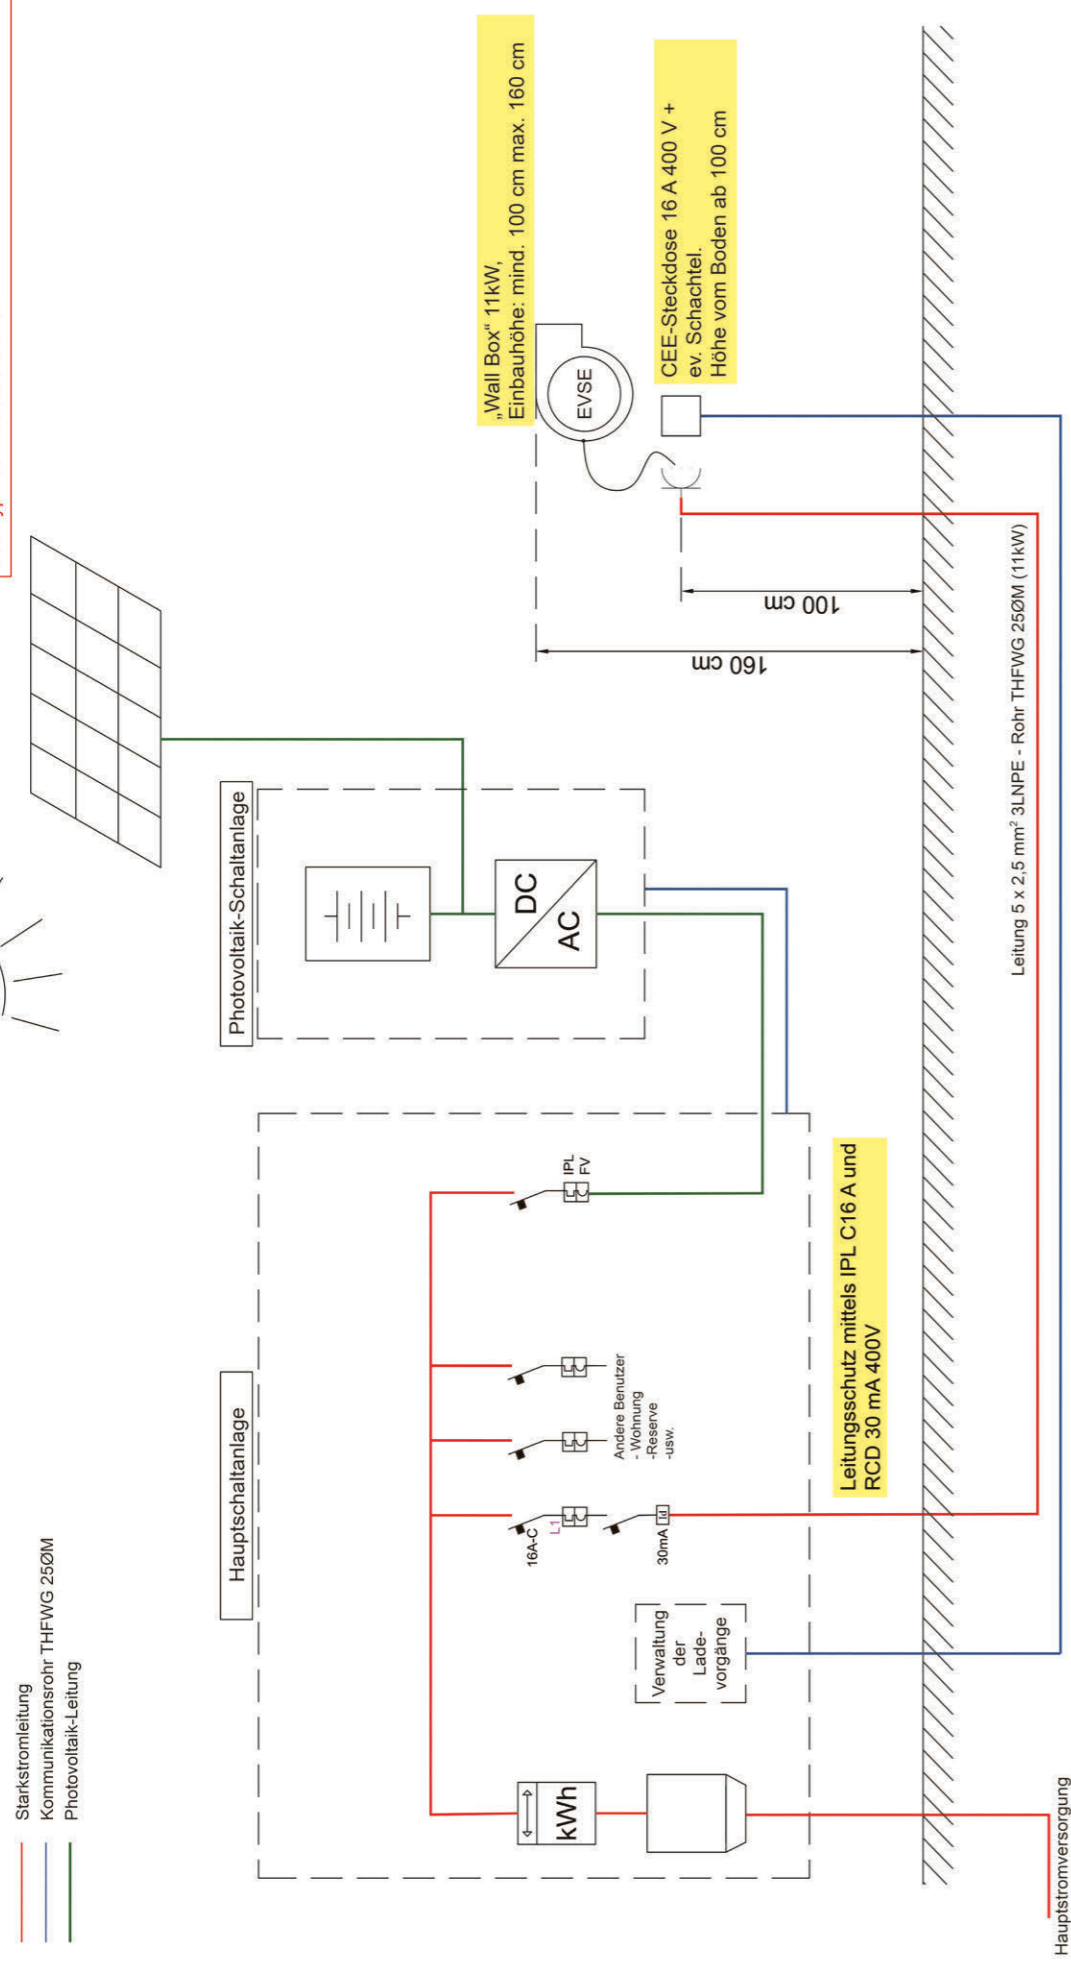 Starkstromleitung
Kommunikationsrohr THFWG 25ØM
Photovoltaik-Leitung
Hauptschaltanlage
Photovoltaik-Schaltanlage
kWh
Verwaltung
der
Lade-
vorgänge
16A-C
L1
30mA
Id
Andere Benutzer
- Wohnung
-Reserve
-usw.
IPL
FV
DC
AC
Leitungsschutz mittels IPL C16 A und
RCD 30 mA 400V
„Wall Box“ 11kW,
Einbauhöhe: mind. 100 cm max. 160 cm
EVSE
CEE-Steckdose 16 A 400 V +
ev. Schachtel.
Höhe vom Boden ab 100 cm
160 cm
100 cm
Leitung 5 x 2,5 mm² 3LNPE - Rohr THFWG 25ØM (11kW)
Hauptstromversorgung